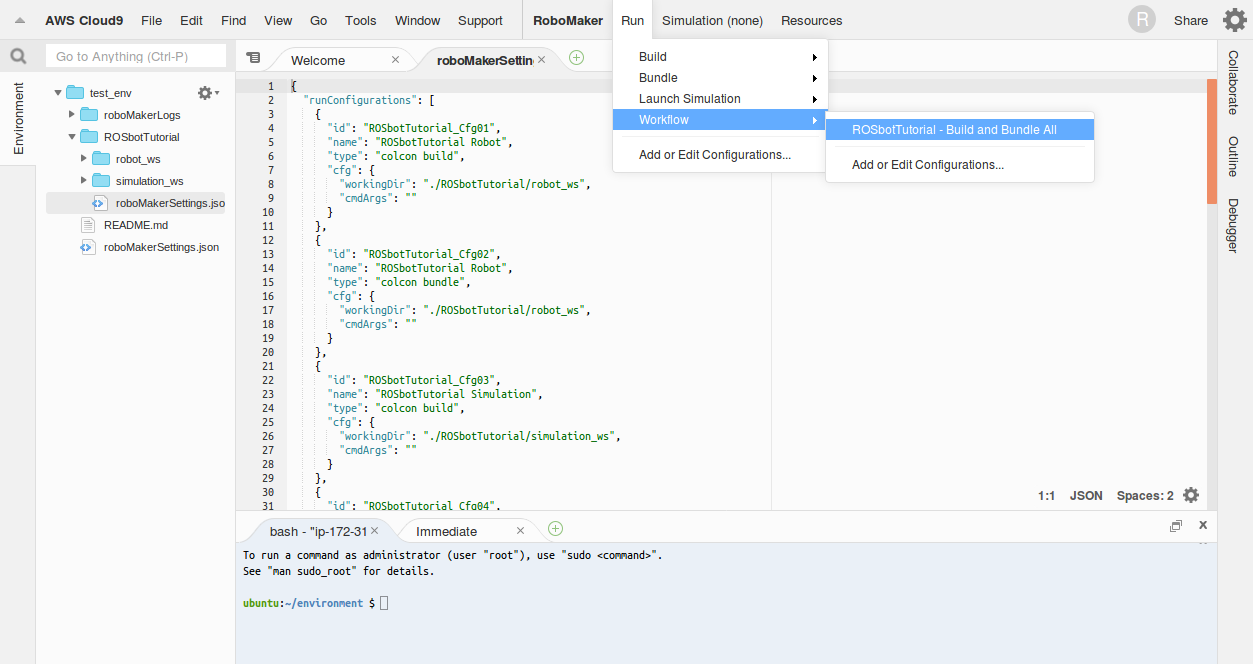 AWS Cloud9 File Edit Find View Go Tools Window Support RoboMaker Run Simulation (none) Resources R Share
Go to Anything (Ctrl-P)
Welcome
roboMakerSettin
Environment
test_env
roboMakerLogs
ROSbotTutorial
robot_ws
simulation_ws
roboMakerSettings.jso
README.md
roboMakerSettings.json
Build
Bundle
Launch Simulation
Workflow
Add or Edit Configurations...
ROSbotTutorial - Build and Bundle All
Add or Edit Configurations...
1 {
2 "runConfigurations": [
3 {
4 "id": "ROSbotTutorial_Cfg01",
5 "name": "ROSbotTutorial Robot",
6 "type": "colcon build",
7 "cfg": {
8 "workingDir": "./ROSbotTutorial/robot_ws",
9 "cmdArgs": ""
10 }
11 },
12 {
13 "id": "ROSbotTutorial_Cfg02",
14 "name": "ROSbotTutorial Robot",
15 "type": "colcon bundle",
16 "cfg": {
17 "workingDir": "./ROSbotTutorial/robot_ws",
18 "cmdArgs": ""
19 }
20 },
21 {
22 "id": "ROSbotTutorial_Cfg03",
23 "name": "ROSbotTutorial Simulation",
24 "type": "colcon build",
25 "cfg": {
26 "workingDir": "./ROSbotTutorial/simulation_ws",
27 "cmdArgs": ""
28 }
29 },
30 {
31 "id": "ROSbotTutorial_Cfg04",
1:1 JSON Spaces: 2
Collaborate
Outline
Debugger
bash - "ip-172-31
Immediate
To run a command as administrator (user "root"), use "sudo <command>".
See "man sudo_root" for details.
ubuntu:~/environment $